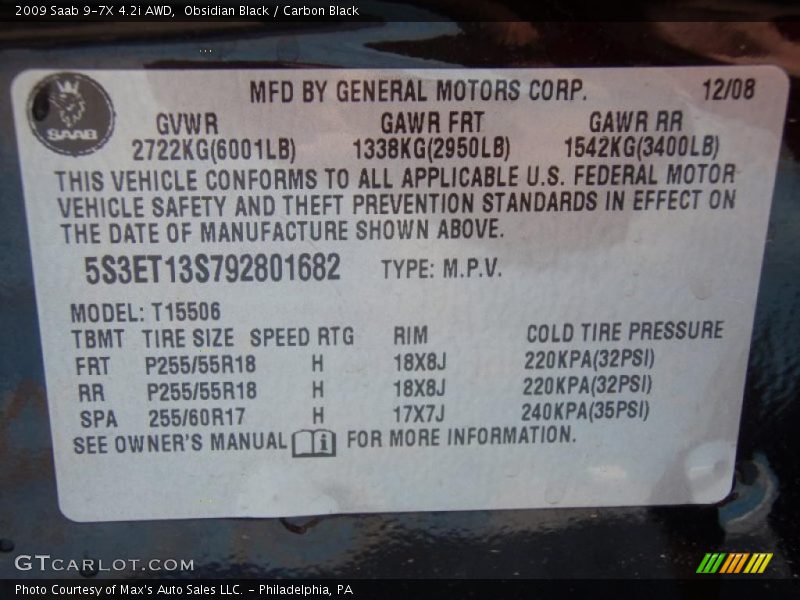 2009 Saab 9-7X 4.2i AWD,  Obsidian Black / Carbon Black
SAAB
MFD BY GENERAL MOTORS CORP. 12/08
GVWR GAWR FRT GAWR RR
2722KG(6001LB) 1338KG(2950LB) 1542KG(3400LB)
THIS VEHICLE CONFORMS TO ALL APPLICABLE U.S. FEDERAL MOTOR
VEHICLE SAFETY AND THEFT PREVENTION STANDARDS IN EFFECT ON
THE DATE OF MANUFACTURE SHOWN ABOVE.
5S3ET13S792801682 TYPE: M.P.V.
MODEL: T15506
TBMT TIRE SIZE SPEED RTG RIM COLD TIRE PRESSURE
FRT P255/55R18 H 18X8J 220KPA(32PSI)
RR P255/55R18 H 18X8J 220KPA(32PSI)
SPA 255/60R17 H 17X7J 240KPA(35PSI)
SEE OWNER'S MANUAL i FOR MORE INFORMATION.
GTCARLOT.COM
Photo Courtesy of Max's Auto Sales LLC. - Philadelphia, PA